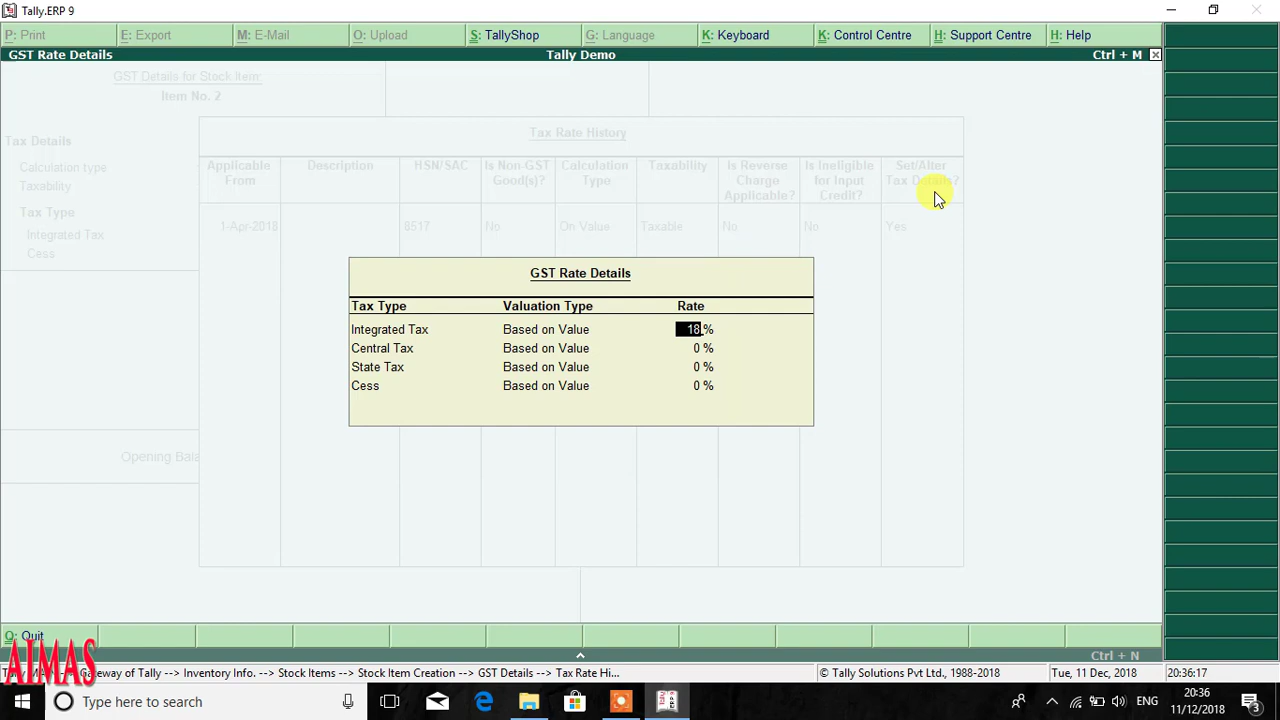 Tally.ERP 9
P: Print
E: Export
M: E-Mail
O: Upload
S: TallyShop
G: Language
K: Keyboard
K: Control Centre
H: Support Centre
H: Help
GST Rate Details
Tally Demo
Ctrl + M
GST Details for Stock Item:
Item No. 2
Tax Details
Calculation type
Taxability
Tax Type
Integrated Tax
Cess
Opening Bala
Tax Rate History
Applicable From
Description
HSN/SAC
Is Non-GST Good(s)?
Calculation Type
Taxability
Is Reverse Charge Applicable?
Is Ineligible for Input Credit?
Set/Alter Tax Details?
1-Apr-2018 8517 No On Value Taxable No No Yes
GST Rate Details
Tax Type Valuation Type Rate
Integrated Tax Based on Value 18 %
Central Tax Based on Value 0 %
State Tax Based on Value 0 %
Cess Based on Value 0 %
Q: Quit
AIMAS
Ctrl + N
Gateway of Tally --> Inventory Info. --> Stock Items --> Stock Item Creation --> GST Details --> Tax Rate Hi...
© Tally Solutions Pvt Ltd., 1988-2018
Tue, 11 Dec, 2018
20:36:17
Type here to search
ENG
20:36
11/12/2018
3